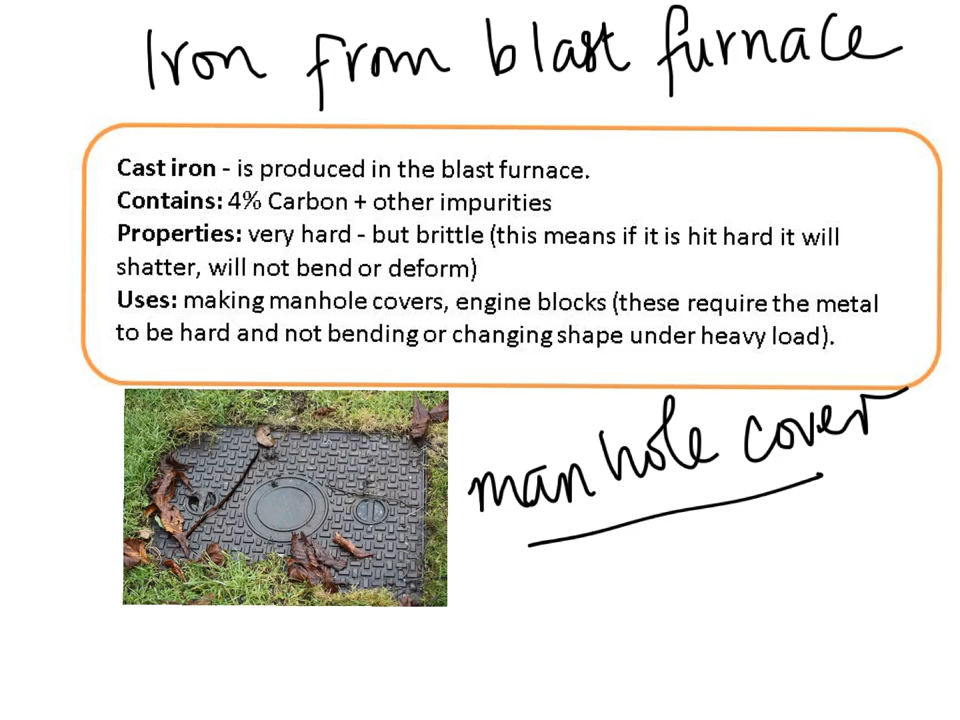 Iron from blast furnace
Cast iron - is produced in the blast furnace.
Contains: 4% Carbon + other impurities
Properties: very hard - but brittle (this means if it is hit hard it will
shatter, will not bend or deform)
Uses: making manhole covers, engine blocks (these require the metal
to be hard and not bending or changing shape under heavy load).
man hole cover